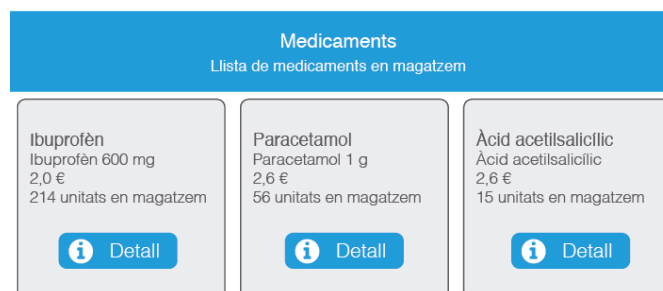 Medicaments
Llista de medicaments en magatzem
Ibuprofèn
Ibuprofèn 600 mg
2,0 €
214 unitats en magatzem
Detall
Paracetamol
Paracetamol 1 g
2,6 €
56 unitats en magatzem
Detall
Àcid acetilsalicílic
Àcid acetilsalicílic
2,6 €
15 unitats en magatzem
Detall